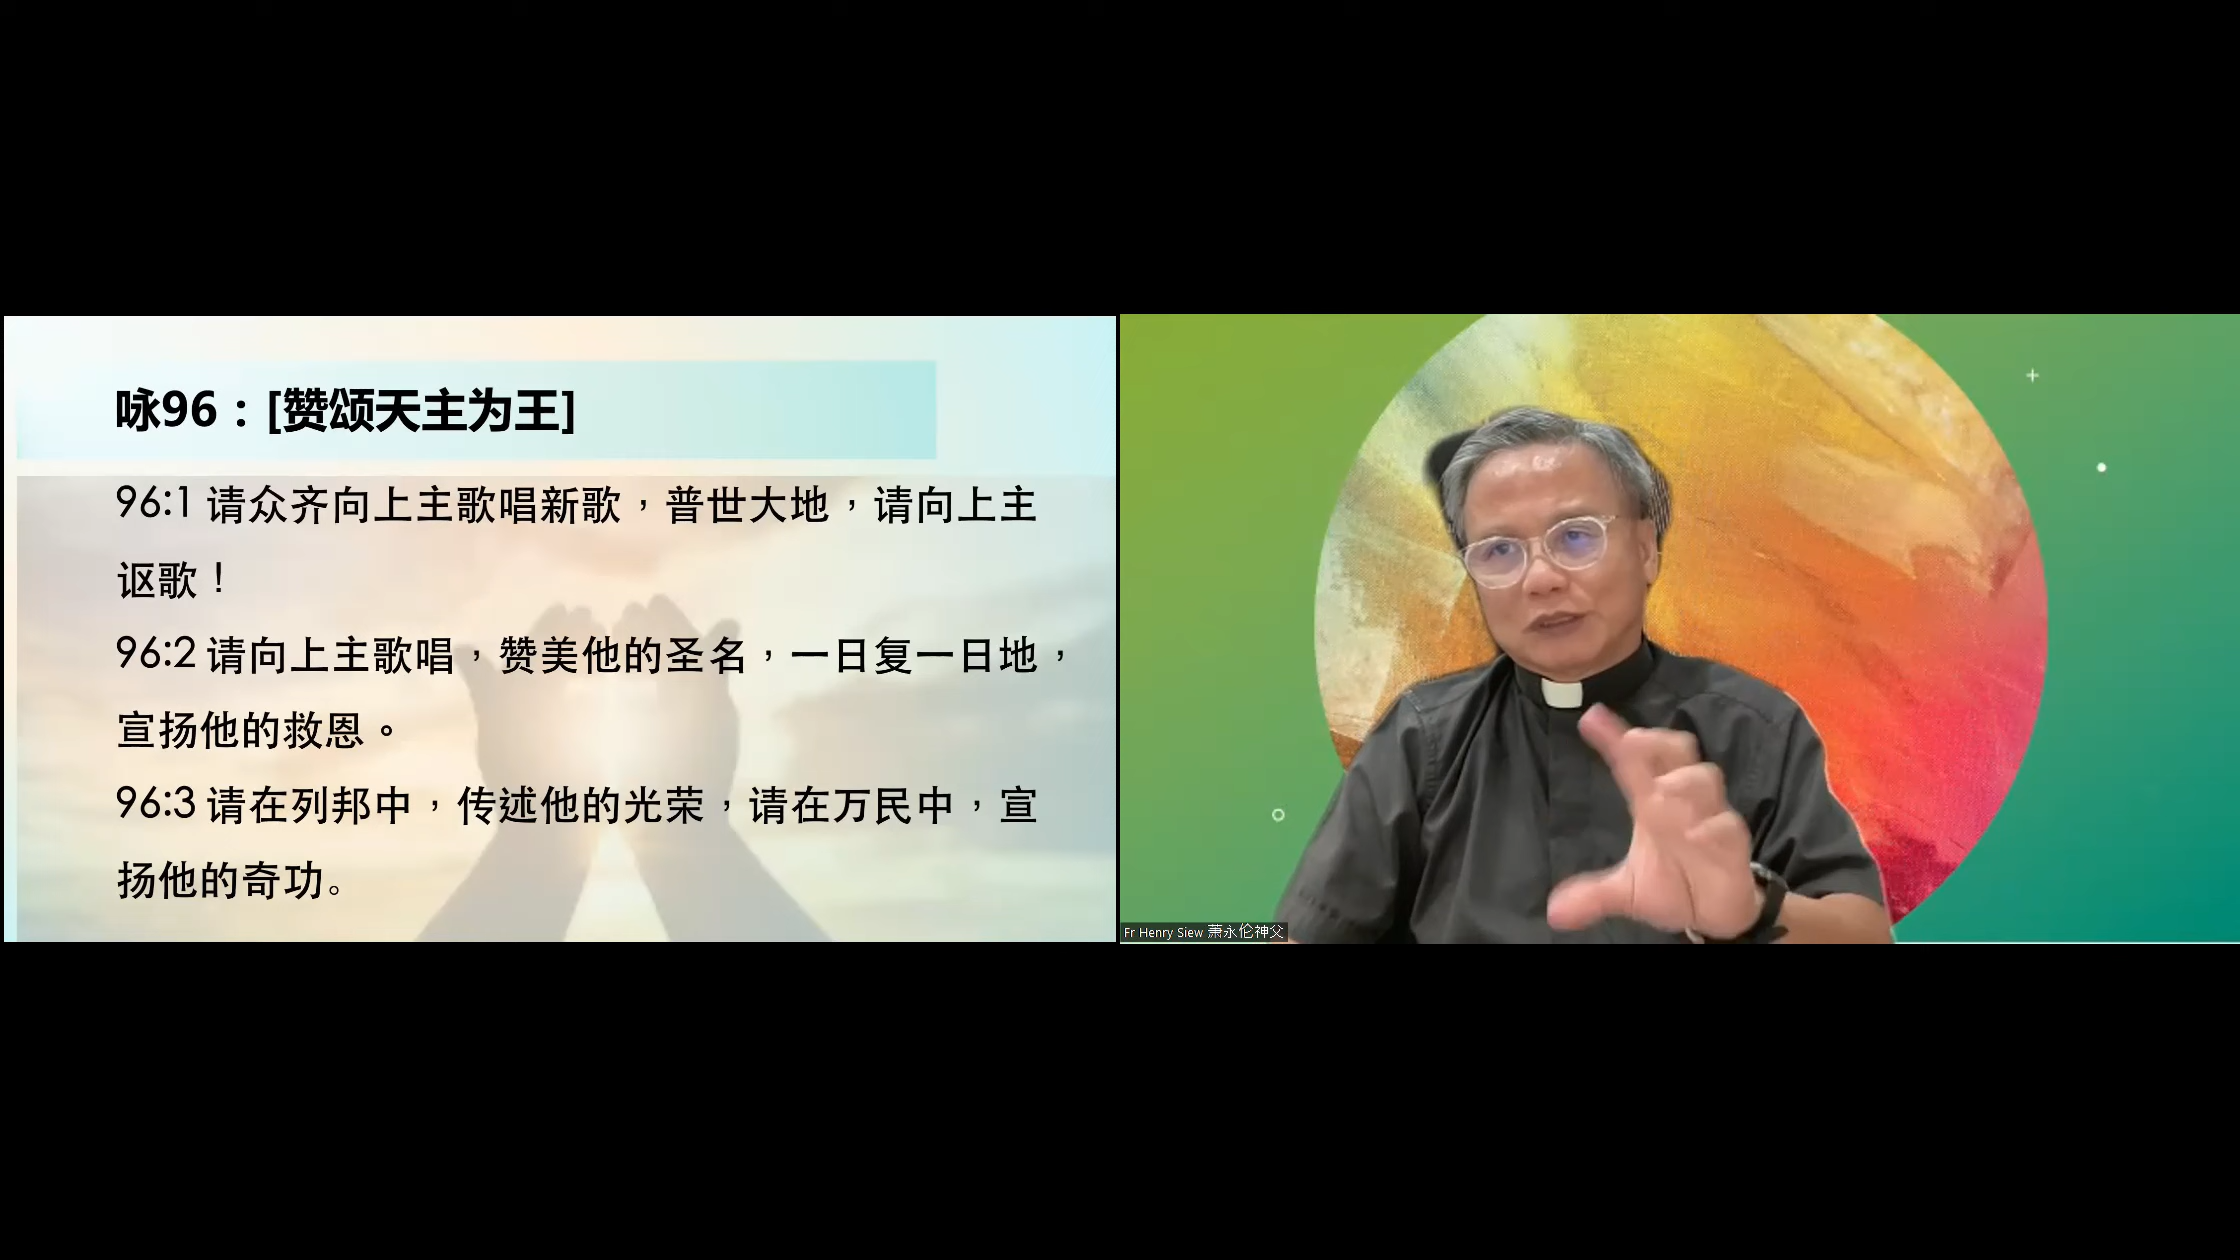 咏96：[赞颂天主为王]
96:1 请众齐向上主歌唱新歌，普世大地，请向上主
讴歌！
96:2 请向上主歌唱，赞美他的圣名，一日复一日地，
宣扬他的救恩。
96:3 请在列邦中，传述他的光荣，请在万民中，宣
扬他的奇功。
Fr Henry Siew 萧永伦神父